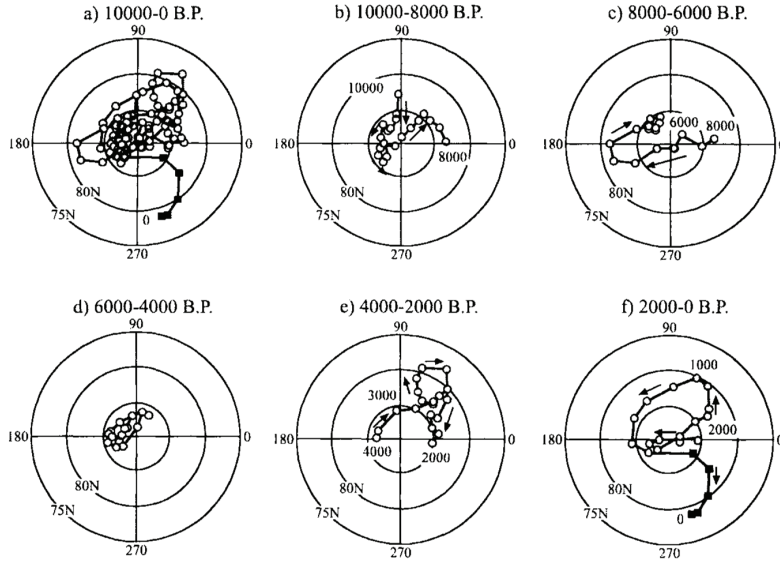 a) 10000-0 B.P.
90
180
0
80N
75N
0
270
b) 10000-8000 B.P.
90
10000
8000
180
0
80N
75N
270
c) 8000-6000 B.P.
90
6000
8000
180
0
80N
75N
270
d) 6000-4000 B.P.
90
180
0
80N
75N
270
e) 4000-2000 B.P.
90
3000
4000
2000
180
0
80N
75N
270
f) 2000-0 B.P.
90
1000
2000
180
0
80N
75N
0
270